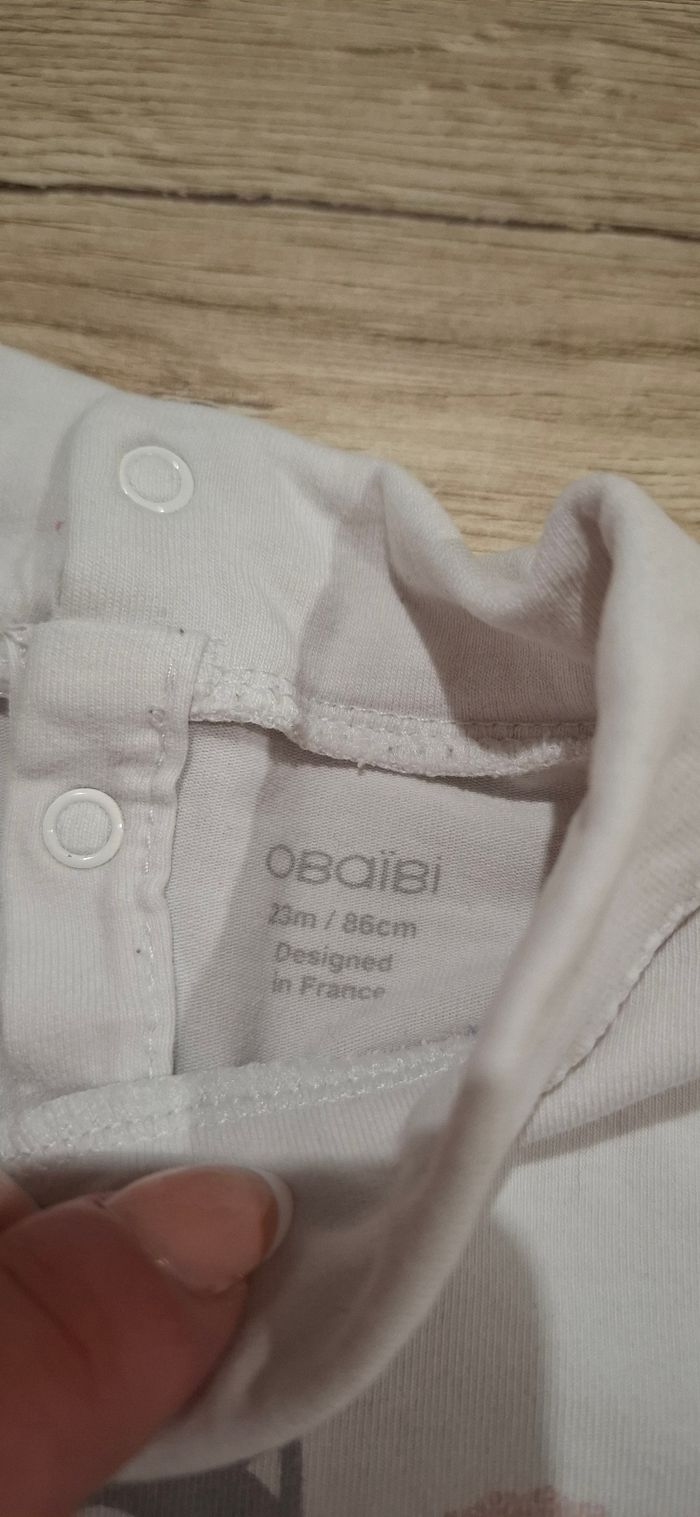 OBaïBi
23m / 86cm
Designed
in France